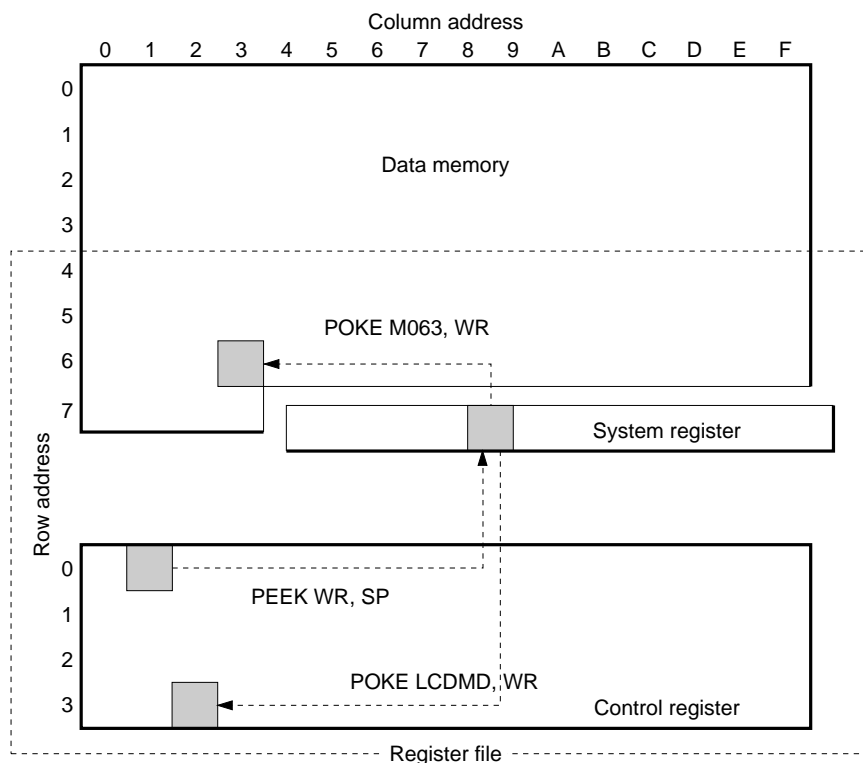 Column address
0 1 2 3 4 5 6 7 8 9 A B C D E F
0
1
2
Data memory
3
4
5
POKE M063, WR
6
7
System register
Row address
0
PEEK WR, SP
1
2
POKE LCDMD, WR
3
Control register
Register file